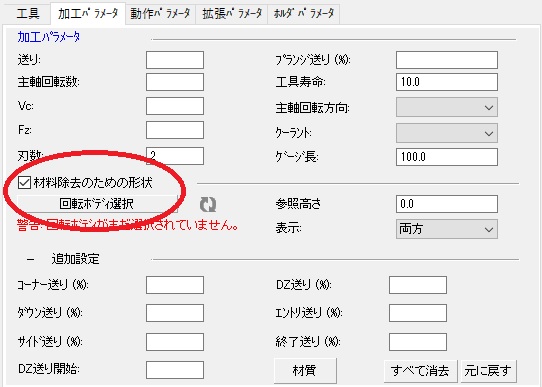 工具 加工ﾊﾟﾗﾒｰﾀ 動作ﾊﾟﾗﾒｰﾀ 拡張ﾊﾟﾗﾒｰﾀ ﾎﾙﾀﾞﾊﾟﾗﾒｰﾀ
加工ﾊﾟﾗﾒｰﾀ
送り: ﾌﾟﾗﾝｼﾞ送り (%):
主軸回転数: 工具寿命: 10.0
Vc: 主軸回転方向:
Fz: ｸｰﾗﾝﾄ:
刃数: 2 ｹﾞｰｼﾞ長: 100.0
材料除去のための形状
回転ﾎﾞﾃﾞｨ選択 参照高さ 0.0
警告: 回転ﾎﾞﾃﾞｨがまだ選択されていません。 表示: 両方
− 追加設定
ｺｰﾅｰ送り (%): DZ送り (%):
ﾀﾞｳﾝ送り (%): ｴﾝﾄﾘ送り (%):
ｻｲﾄﾞ送り (%): 終了送り (%):
DZ送り開始: 材質 すべて消去 元に戻す